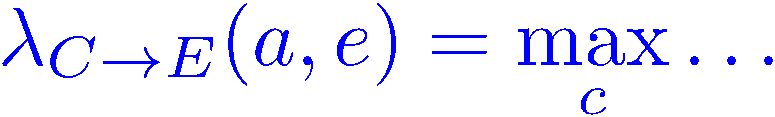 λ_{C→E}(a, e) = max_c …